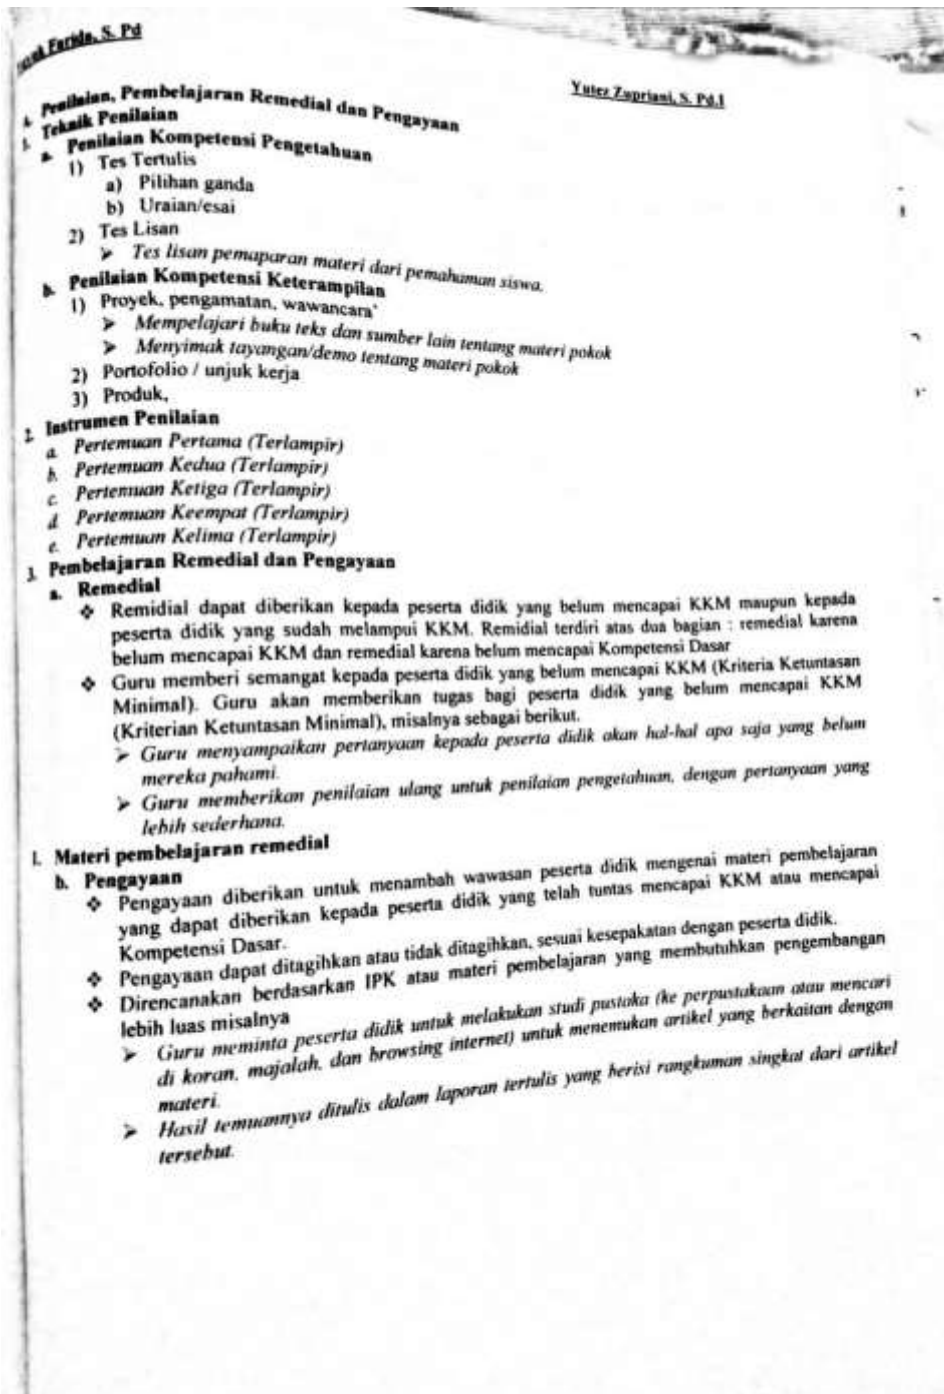 Farida, S. Pd
Yutez Zupriani, S. Pd.I
Penilaian, Pembelajaran Remedial dan Pengayaan
Teknik Penilaian
a. Penilaian Kompetensi Pengetahuan
1) Tes Tertulis
a) Pilihan ganda
b) Uraian/esai
2) Tes Lisan
➢ Tes lisan pemaparan materi dari pemahaman siswa.
b. Penilaian Kompetensi Keterampilan
1) Proyek, pengamatan, wawancara'
➢ Mempelajari buku teks dan sumber lain tentang materi pokok
➢ Menyimak tayangan/demo tentang materi pokok
2) Portofolio / unjuk kerja
3) Produk,
2. Instrumen Penilaian
a. Pertemuan Pertama (Terlampir)
b. Pertemuan Kedua (Terlampir)
c. Pertemuan Ketiga (Terlampir)
d. Pertemuan Keempat (Terlampir)
e. Pertemuan Kelima (Terlampir)
3. Pembelajaran Remedial dan Pengayaan
a. Remedial
❖ Remidial dapat diberikan kepada peserta didik yang belum mencapai KKM maupun kepada
peserta didik yang sudah melampui KKM. Remidial terdiri atas dua bagian : remedial karena
belum mencapai KKM dan remedial karena belum mencapai Kompetensi Dasar
❖ Guru memberi semangat kepada peserta didik yang belum mencapai KKM (Kriteria Ketuntasan
Minimal). Guru akan memberikan tugas bagi peserta didik yang belum mencapai KKM
(Kriterian Ketuntasan Minimal), misalnya sebagai berikut.
➢ Guru menyampaikan pertanyaan kepada peserta didik akan hal-hal apa saja yang belum
mereka pahami.
➢ Guru memberikan penilaian ulang untuk penilaian pengetahuan, dengan pertanyaan yang
lebih sederhana.
l. Materi pembelajaran remedial
b. Pengayaan
❖ Pengayaan diberikan untuk menambah wawasan peserta didik mengenai materi pembelajaran
yang dapat diberikan kepada peserta didik yang telah tuntas mencapai KKM atau mencapai
Kompetensi Dasar.
❖ Pengayaan dapat ditagihkan atau tidak ditagihkan, sesuai kesepakatan dengan peserta didik.
❖ Direncanakan berdasarkan IPK atau materi pembelajaran yang membutuhkan pengembangan
lebih luas misalnya
➢ Guru meminta peserta didik untuk melakukan studi pustaka (ke perpustakaan atau mencari
di koran, majalah, dan browsing internet) untuk menemukan artikel yang berkaitan dengan
materi.
➢ Hasil temuannya ditulis dalam laporan tertulis yang berisi rangkuman singkat dari artikel
tersebut.